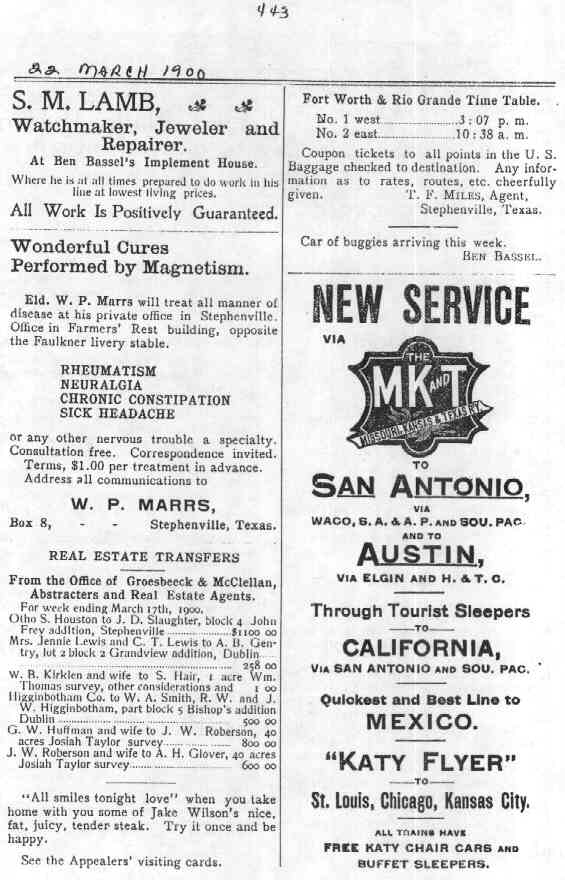 443
22 MARCH 1900
S. M. LAMB,
Watchmaker, Jeweler and
Repairer.
At Ben Bassel's Implement House.
Where he is at all times prepared to do work in his
line at lowest living prices.
All Work Is Positively Guaranteed.
Wonderful Cures
Performed by Magnetism.
Eld. W. P. Marrs will treat all manner of
disease at his private office in Stephenville.
Office in Farmers' Rest building, opposite
the Faulkner livery stable.
RHEUMATISM
NEURALGIA
CHRONIC CONSTIPATION
SICK HEADACHE
or any other nervous trouble a specialty.
Consultation free. Correspondence invited.
Terms, $1.00 per treatment in advance.
Address all communications to
W. P. MARRS,
Box 8, - - Stephenville, Texas.
REAL ESTATE TRANSFERS
From the Office of Groesbeeck & McClellan,
Abstracters and Real Estate Agents.
For week ending March 17th, 1900.
Otho S. Houston to J. D. Slaughter, block 4 John
Frey addition, Stephenville ........ $1100 00
Mrs. Jennie Lewis and C. T. Lewis to A. B. Gen-
try, lot 2 block 2 Grandview addition, Dublin......
........ 258 00
W. B. Kirklen and wife to S. Hair, 1 acre Wm.
Thomas survey, other considerations and 1 00
Higginbotham Co. to W. A. Smith, R. W. and J.
W. Higginbotham, part block 5 Bishop's addition
Dublin ........ 500 00
G. W. Huffman and wife to J. W. Roberson, 40
acres Josiah Taylor survey........ 800 00
J. W. Roberson and wife to A. H. Glover, 40 acres
Josiah Taylor survey........ 600 00
"All smiles tonight love" when you take
home with you some of Jake Wilson's nice,
fat, juicy, tender steak. Try it once and be
happy.
See the Appealers' visiting cards.
Fort Worth & Rio Grande Time Table.
No. 1 west........3:07 p. m.
No. 2 east........10:38 a. m.
Coupon tickets to all points in the U. S.
Baggage checked to destination. Any infor-
mation as to rates, routes, etc. cheerfully
given. T. F. MILES, Agent,
Stephenville, Texas.
Car of buggies arriving this week.
BEN BASSEL.
NEW SERVICE
VIA
THE
MK AND T
MISSOURI, KANSAS & TEXAS RY.
TO
SAN ANTONIO,
VIA
WACO, S. A. & A. P. AND SOU. PAC.
AND TO
AUSTIN,
VIA ELGIN AND H. & T. C.
Through Tourist Sleepers
TO
CALIFORNIA,
VIA SAN ANTONIO AND SOU. PAC.
Quickest and Best Line to
MEXICO.
"KATY FLYER"
TO
St. Louis, Chicago, Kansas City.
ALL TRAINS HAVE
FREE KATY CHAIR CARS AND
BUFFET SLEEPERS.